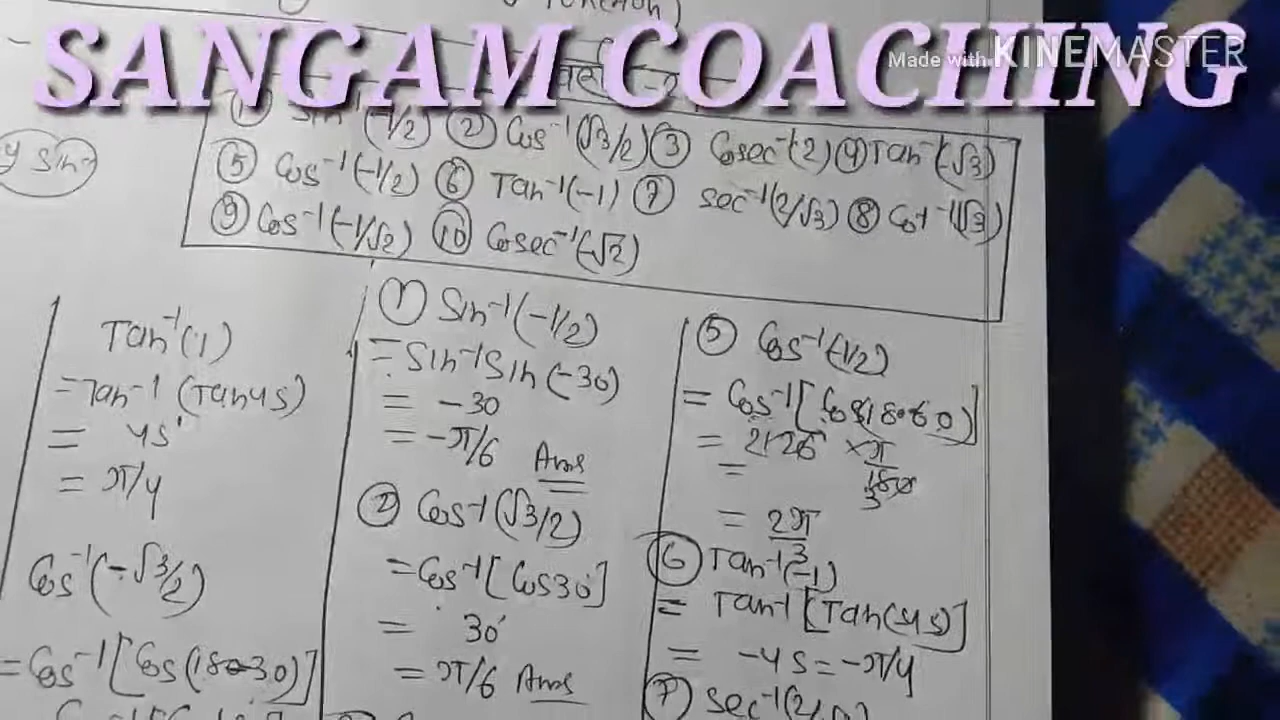 SANGAM COACHING
Made with KINEMASTER
① Sin⁻¹(-1/2) ② Cos⁻¹(√3/2) ③ Cosec⁻¹(-2) ④ Tan⁻¹(-√3)
⑤ Cos⁻¹(-1/2) ⑥ Tan⁻¹(-1) ⑦ sec⁻¹(2/√3) ⑧ Cot⁻¹(√3)
⑨ Cos⁻¹(-1/√2) ⑩ Cosec⁻¹(-√2)
y sin
Tan⁻¹(1)
= Tan⁻¹(Tan45)
= 45°
= π/4
Cos⁻¹(-√3/2)
= Cos⁻¹[Cos(180-30)]
① Sin⁻¹(-1/2)
= Sin⁻¹Sin(-30)
= -30
= -π/6 Ans
② Cos⁻¹(√3/2)
= Cos⁻¹[Cos30°]
= 30°
= π/6 Ans
⑤ Cos⁻¹(-1/2)
= Cos⁻¹[Cos180-60)]
= × π
= 2π
3
⑥ Tan⁻¹(-1)
= Tan⁻¹[Tan(45)]
= -45 = -π/4
⑦ sec⁻¹(2/√3)